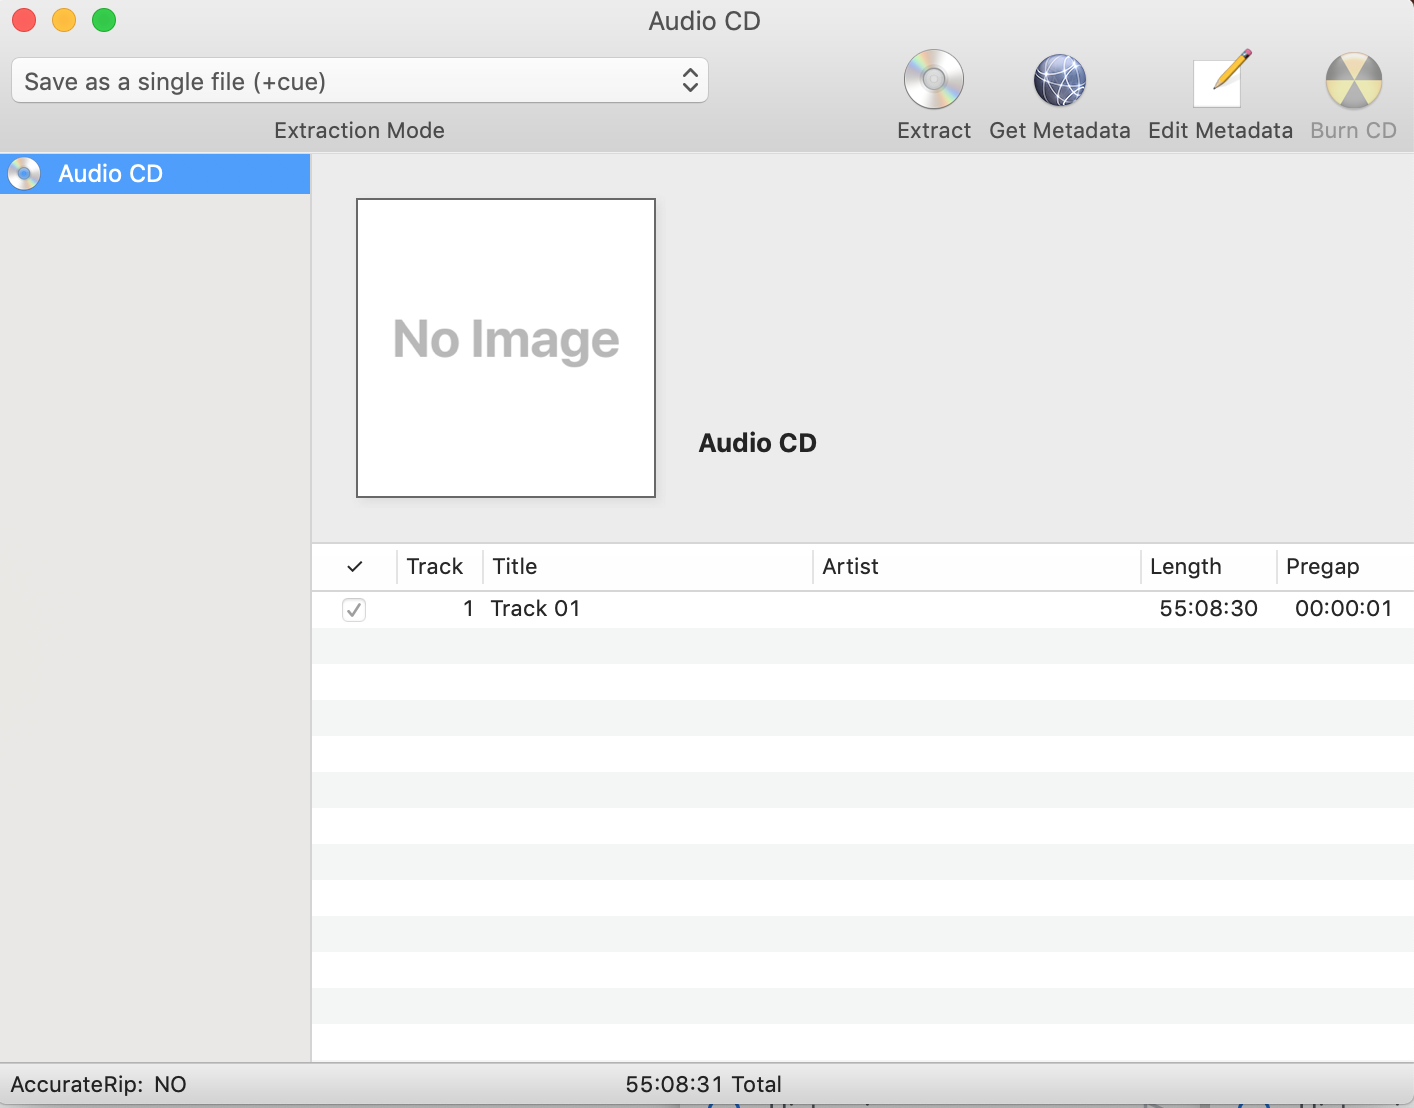 Audio CD
Save as a single file (+cue)
Extraction Mode
Extract Get Metadata Edit Metadata Burn CD
Audio CD
No Image
Audio CD
Track Title Artist Length Pregap
1 Track 01 55:08:30 00:00:01
AccurateRip: NO 55:08:31 Total